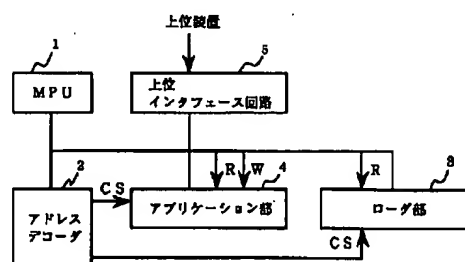 上位装置
1
5
MPU
上位
インタフェース回路
2
R
W
4
R
3
CS
アドレス
デコーダ
アプリケーション部
ローダ部
CS